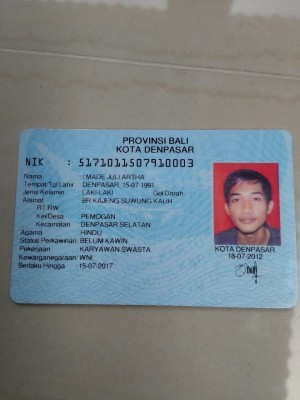 PROVINSI BALI
KOTA DENPASAR
NIK : 5171011507910003
Nama : I MADE JULI ARTHA
Tempat/Tgl Lahir : DENPASAR, 15-07-1991
Jenis Kelamin : LAKI-LAKI Gol Darah :
Alamat : BR KAJENG,SUWUNG KAUH
RT/RW :
Kel/Desa : PEMOGAN
Kecamatan : DENPASAR SELATAN
Agama : HINDU
Status Perkawinan : BELUM KAWIN
Pekerjaan : KARYAWAN SWASTA
Kewarganegaraan: WNI
Berlaku Hingga : 15-07-2017
KOTA DENPASAR
18-07-2012